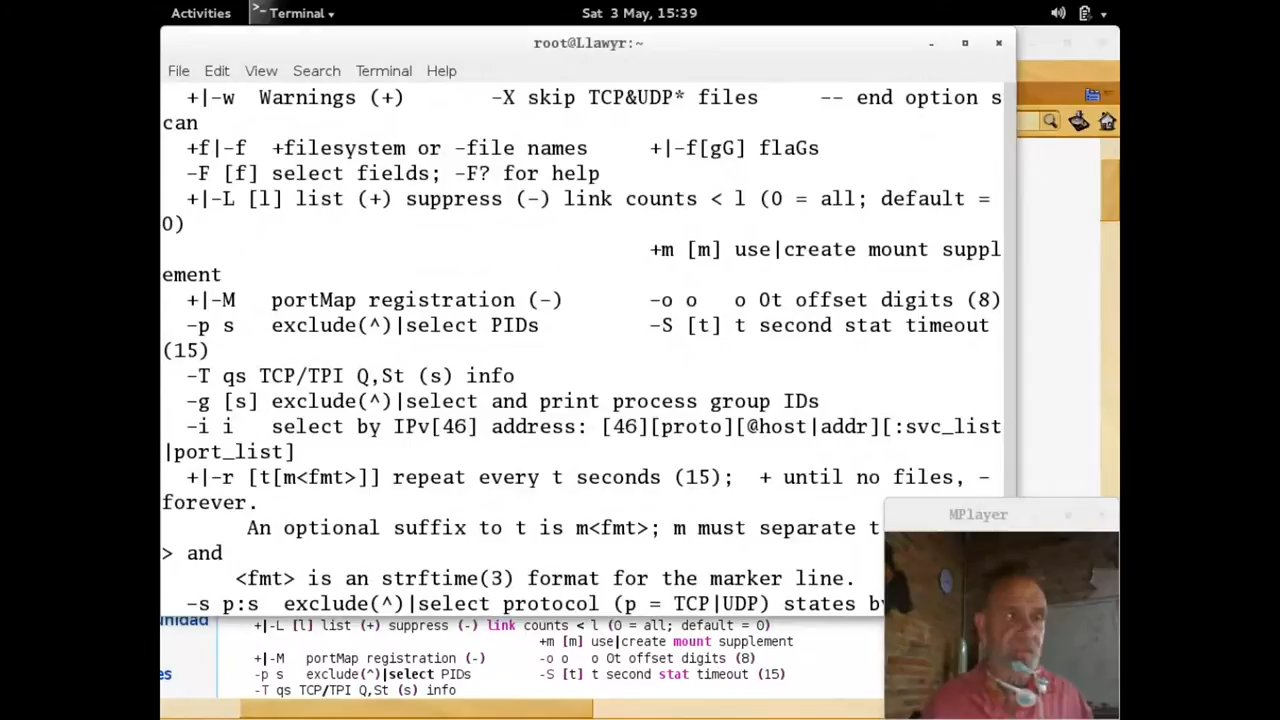 Activities Terminal Sat 3 May, 15:39
root@Llawyr:~
File Edit View Search Terminal Help
+|-w Warnings (+) -X skip TCP&UDP* files -- end option s
can
+f|-f +filesystem or -file names +|-f[gG] flaGs
-F [f] select fields; -F? for help
+|-L [l] list (+) suppress (-) link counts < l (0 = all; default =
0)
+m [m] use|create mount suppl
ement
+|-M portMap registration (-) -o o o 0t offset digits (8)
-p s exclude(^)|select PIDs -S [t] t second stat timeout
(15)
-T qs TCP/TPI Q,St (s) info
-g [s] exclude(^)|select and print process group IDs
-i i select by IPv[46] address: [46][proto][@host|addr][:svc_list
|port_list]
+|-r [t[m<fmt>]] repeat every t seconds (15); + until no files, -
forever.
An optional suffix to t is m<fmt>; m must separate t
> and
<fmt> is an strftime(3) format for the marker line.
-s p:s exclude(^)|select protocol (p = TCP|UDP) states by
MPlayer
unidad
es
+|-L [l] list (+) suppress (-) link counts < l (0 = all; default = 0)
+m [m] use|create mount supplement
+|-M portMap registration (-) -o o o 0t offset digits (8)
-p s exclude(^)|select PIDs -S [t] t second stat timeout (15)
-T qs TCP/TPI Q,St (s) info